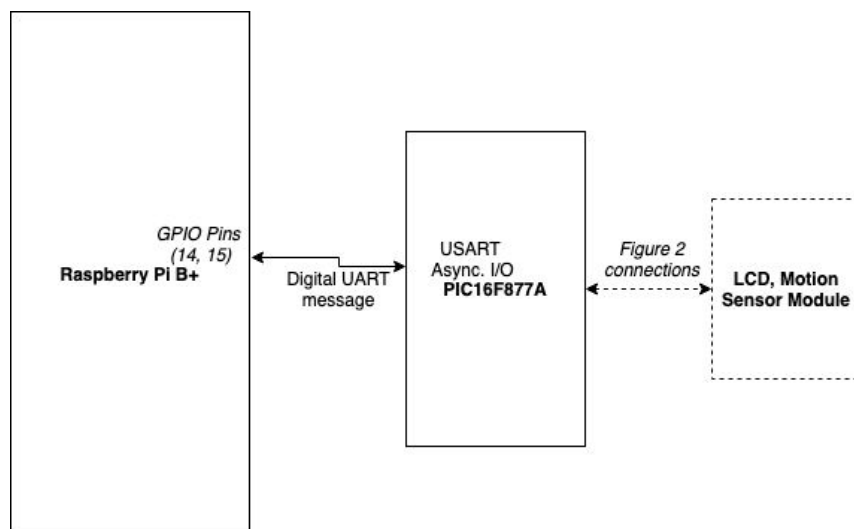 GPIO Pins
(14, 15)
Raspberry Pi B+
Digital UART
message
USART
Async. I/O
PIC16F877A
Figure 2
connections
LCD, Motion
Sensor Module